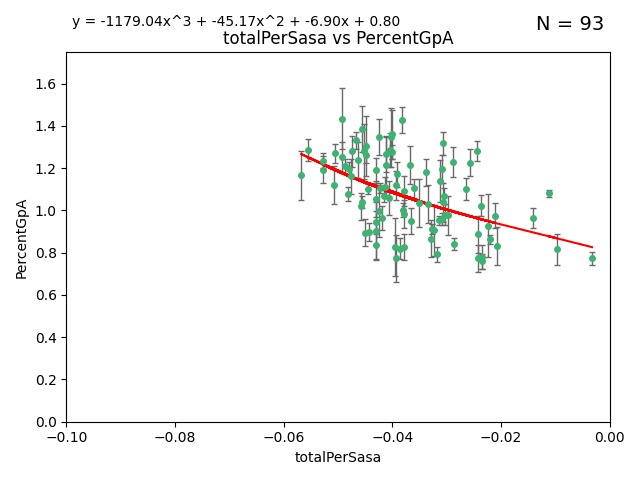 y = -1179.04x^3 + -45.17x^2 + -6.90x + 0.80
N = 93
totalPerSasa vs PercentGpA
1.6
1.4
1.2
1.0
0.8
0.6
0.4
0.2
0.0
PercentGpA
−0.10 −0.08 −0.06 −0.04 −0.02 0.00
totalPerSasa